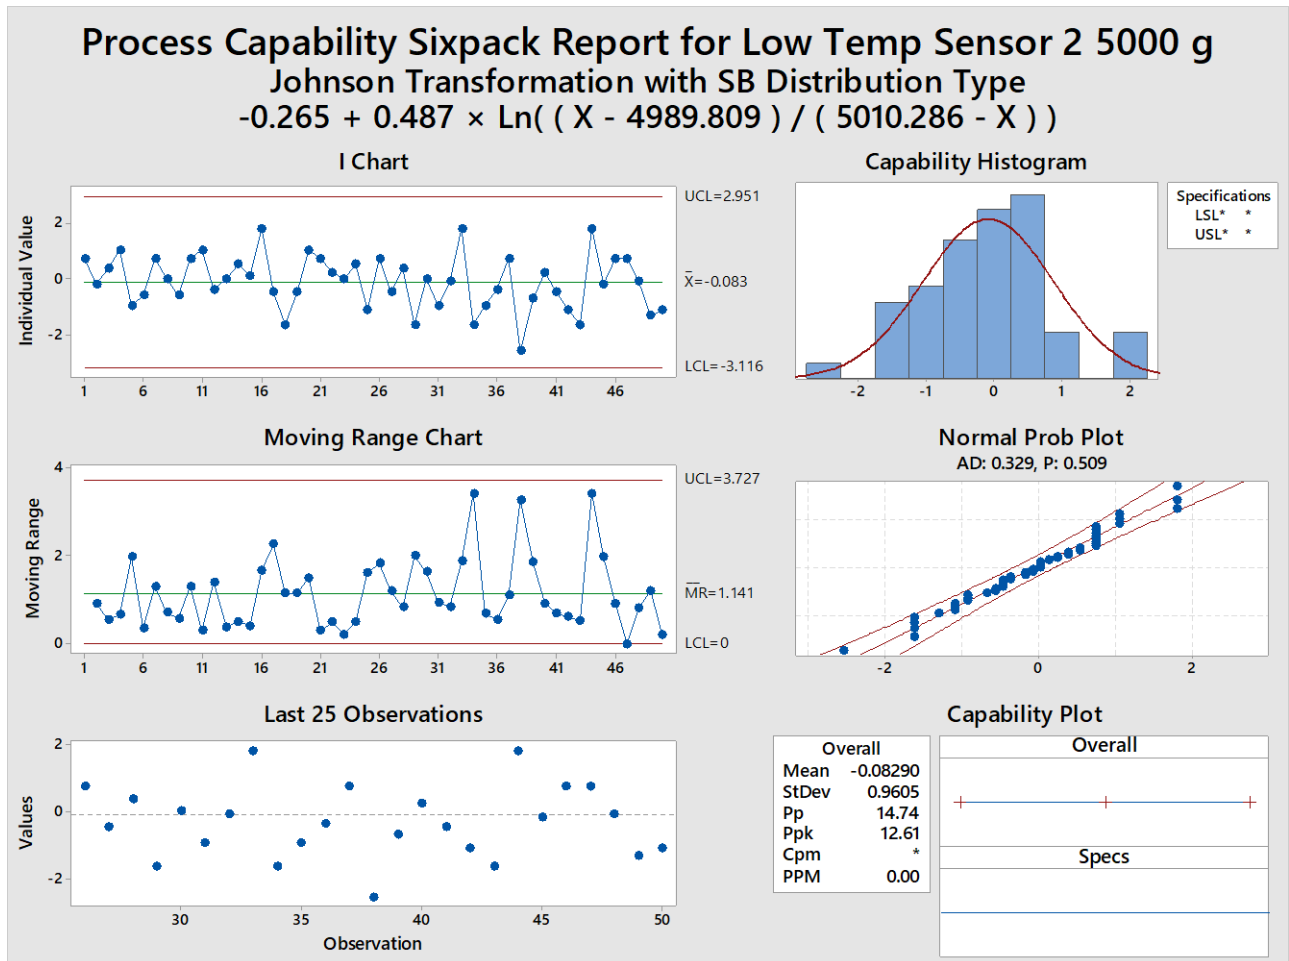 Process Capability Sixpack Report for Low Temp Sensor 2 5000 g
Johnson Transformation with SB Distribution Type
-0.265 + 0.487 × Ln( ( X - 4989.809 ) / ( 5010.286 - X ) )
I Chart
Individual Value
2
0
-2
1 6 11 16 21 26 31 36 41 46
UCL=2.951
X̄=-0.083
LCL=-3.116
Capability Histogram
-2 -1 0 1 2
Specifications
LSL* *
USL* *
Moving Range Chart
Moving Range
4
2
0
1 6 11 16 21 26 31 36 41 46
UCL=3.727
M̅R̅=1.141
LCL=0
Normal Prob Plot
AD: 0.329, P: 0.509
-2 0 2
Last 25 Observations
Values
2
0
-2
30 35 40 45 50
Observation
Capability Plot
Overall
Mean -0.08290
StDev 0.9605
Pp 14.74
Ppk 12.61
Cpm *
PPM 0.00
Overall
Specs